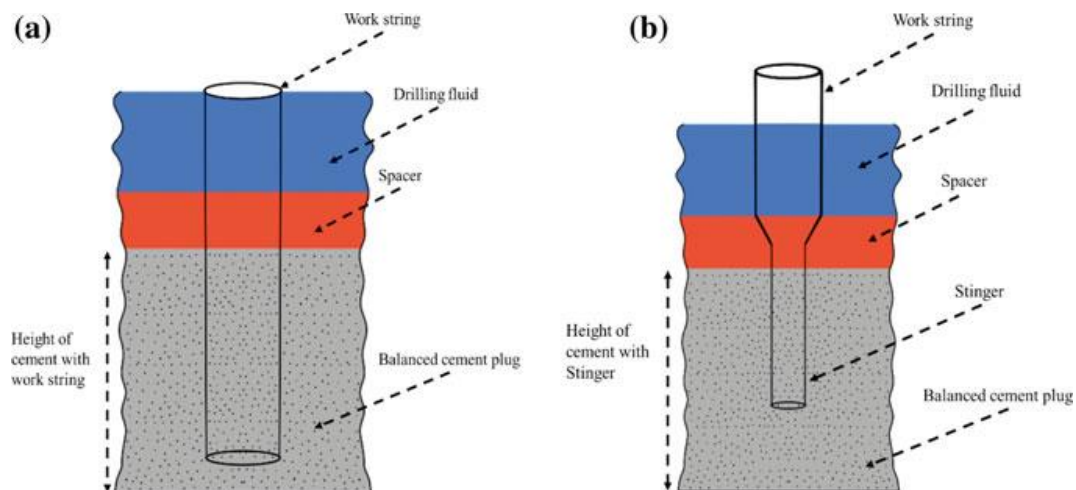 (a)
Work string
Drilling fluid
Spacer
Height of
cement with
work string
Balanced cement plug
(b)
Work string
Drilling fluid
Spacer
Stinger
Height of
cement with
Stinger
Balanced cement plug